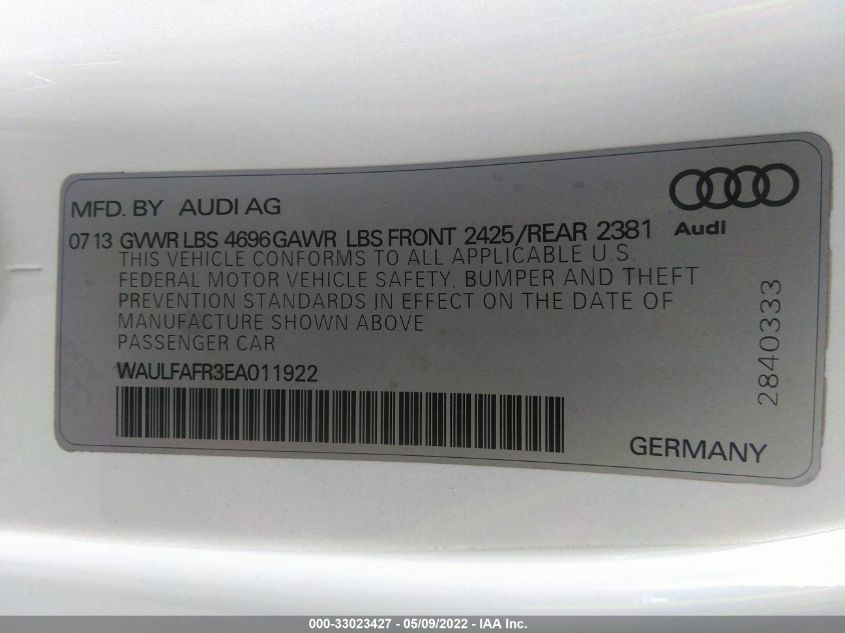 MFD. BY AUDI AG
Audi
07 13 GVWR LBS 4696 GAWR LBS FRONT 2425/REAR 2381
THIS VEHICLE CONFORMS TO ALL APPLICABLE U.S.
FEDERAL MOTOR VEHICLE SAFETY, BUMPER AND THEFT
PREVENTION STANDARDS IN EFFECT ON THE DATE OF
MANUFACTURE SHOWN ABOVE
PASSENGER CAR
WAULFAFR3EA011922
2840333
GERMANY
000-33023427 - 05/09/2022 - IAA Inc.